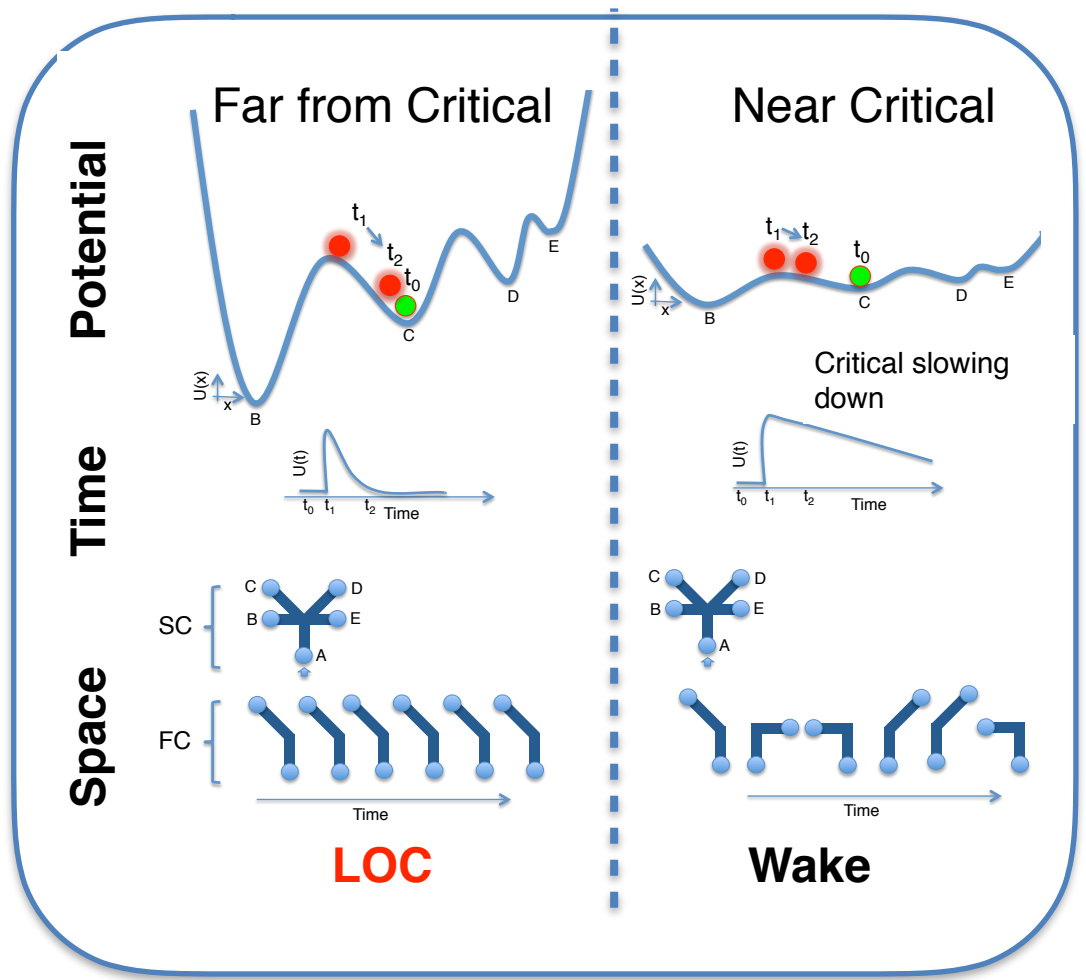 Far from Critical
Near Critical
Potential
t1
t2
t0
E
D
C
U(x)
x
B
t1
t2
t0
U(x)
x
B
C
D
E
Critical slowing
down
Time
U(t)
t0
t1
t2
Time
U(t)
t0
t1
t2
Time
Space
SC
C
D
B
E
A
C
D
B
E
A
FC
Time
Time
LOC
Wake